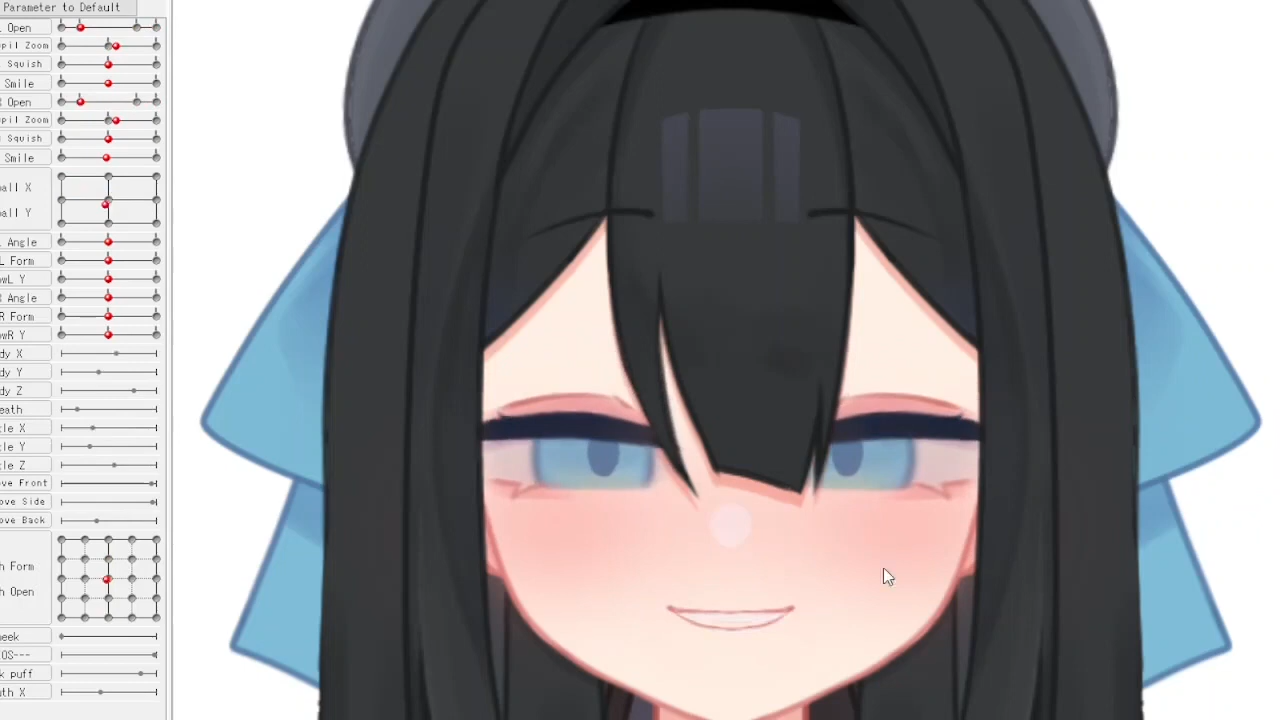 Parameter to Default
Open
pil Zoom
Squish
Smile
Open
pil Zoom
Squish
Smile
all X
all Y
Angle
L Form
wL Y
Angle
R Form
wR Y
dy X
dy Y
dy Z
eath
le X
le Y
le Z
ove Front
ove Side
ove Back
h Form
h Open
eek
OS---
k puff
uth X